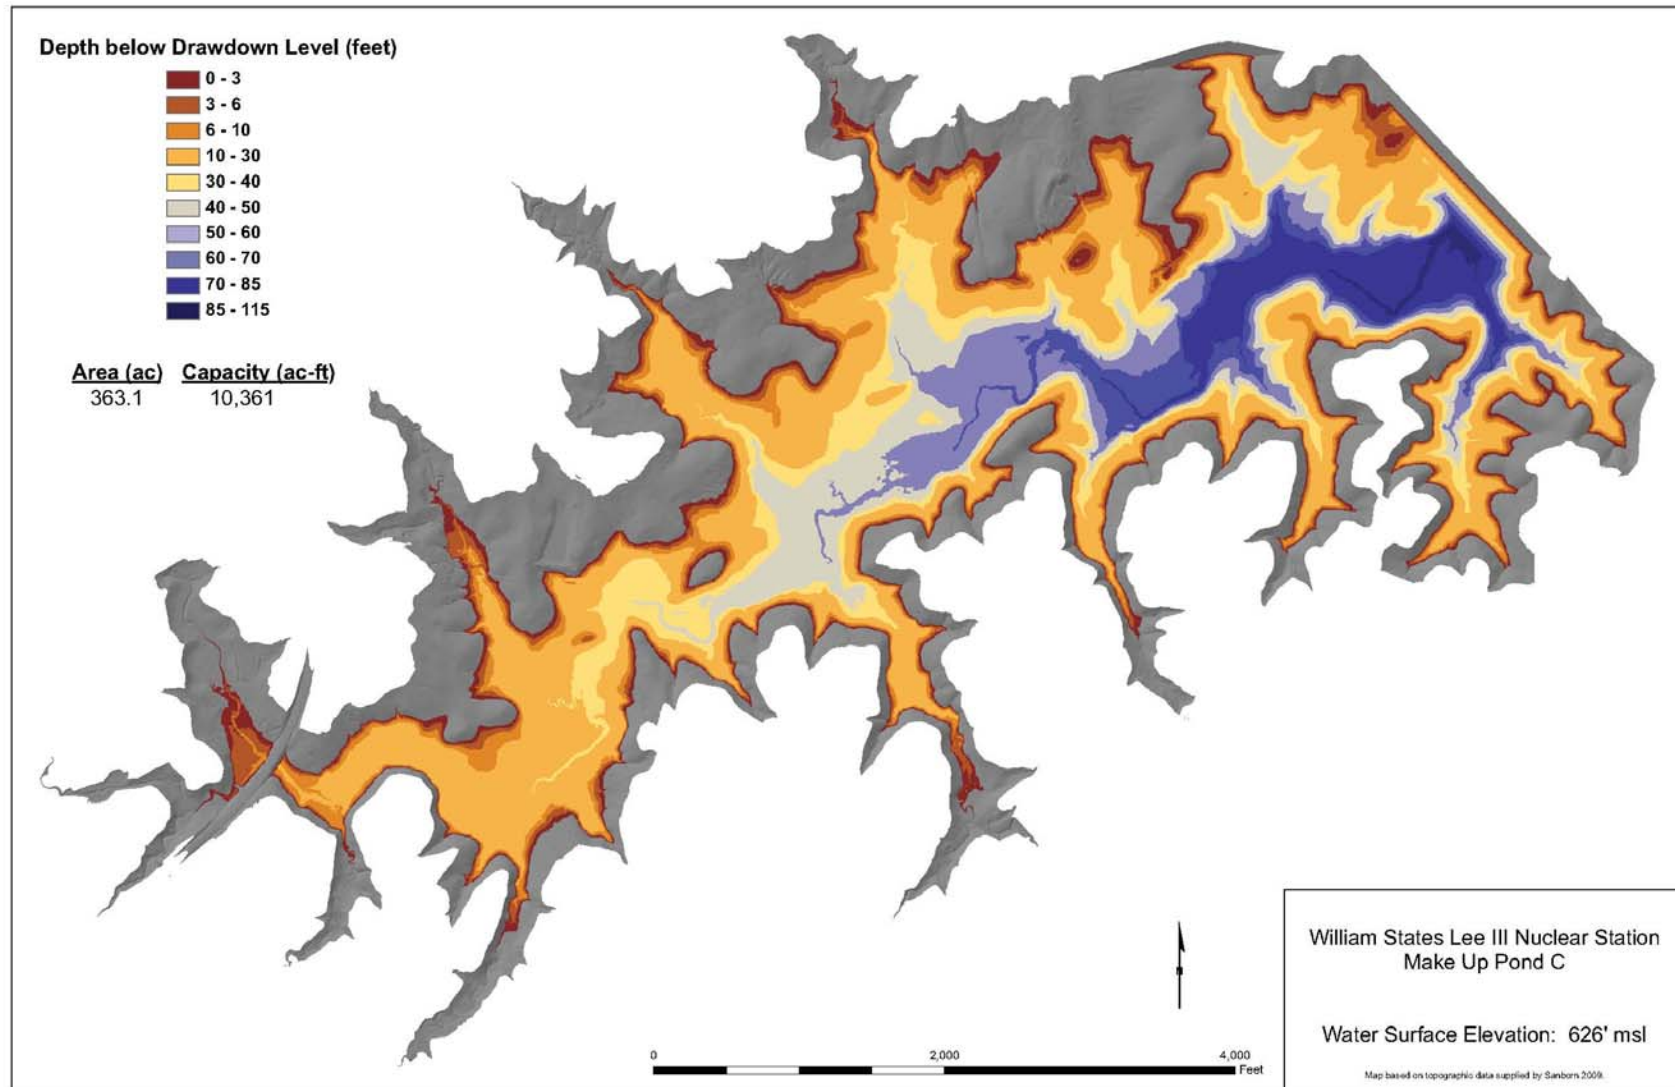 Depth below Drawdown Level (feet)
0 - 3
3 - 6
6 - 10
10 - 30
30 - 40
40 - 50
50 - 60
60 - 70
70 - 85
85 - 115
Area (ac) Capacity (ac-ft)
363.1 10,361
0 2,000 4,000
Feet
William States Lee III Nuclear Station
Make Up Pond C
Water Surface Elevation: 626' msl
Map based on topographic data supplied by Sanborn 2009.